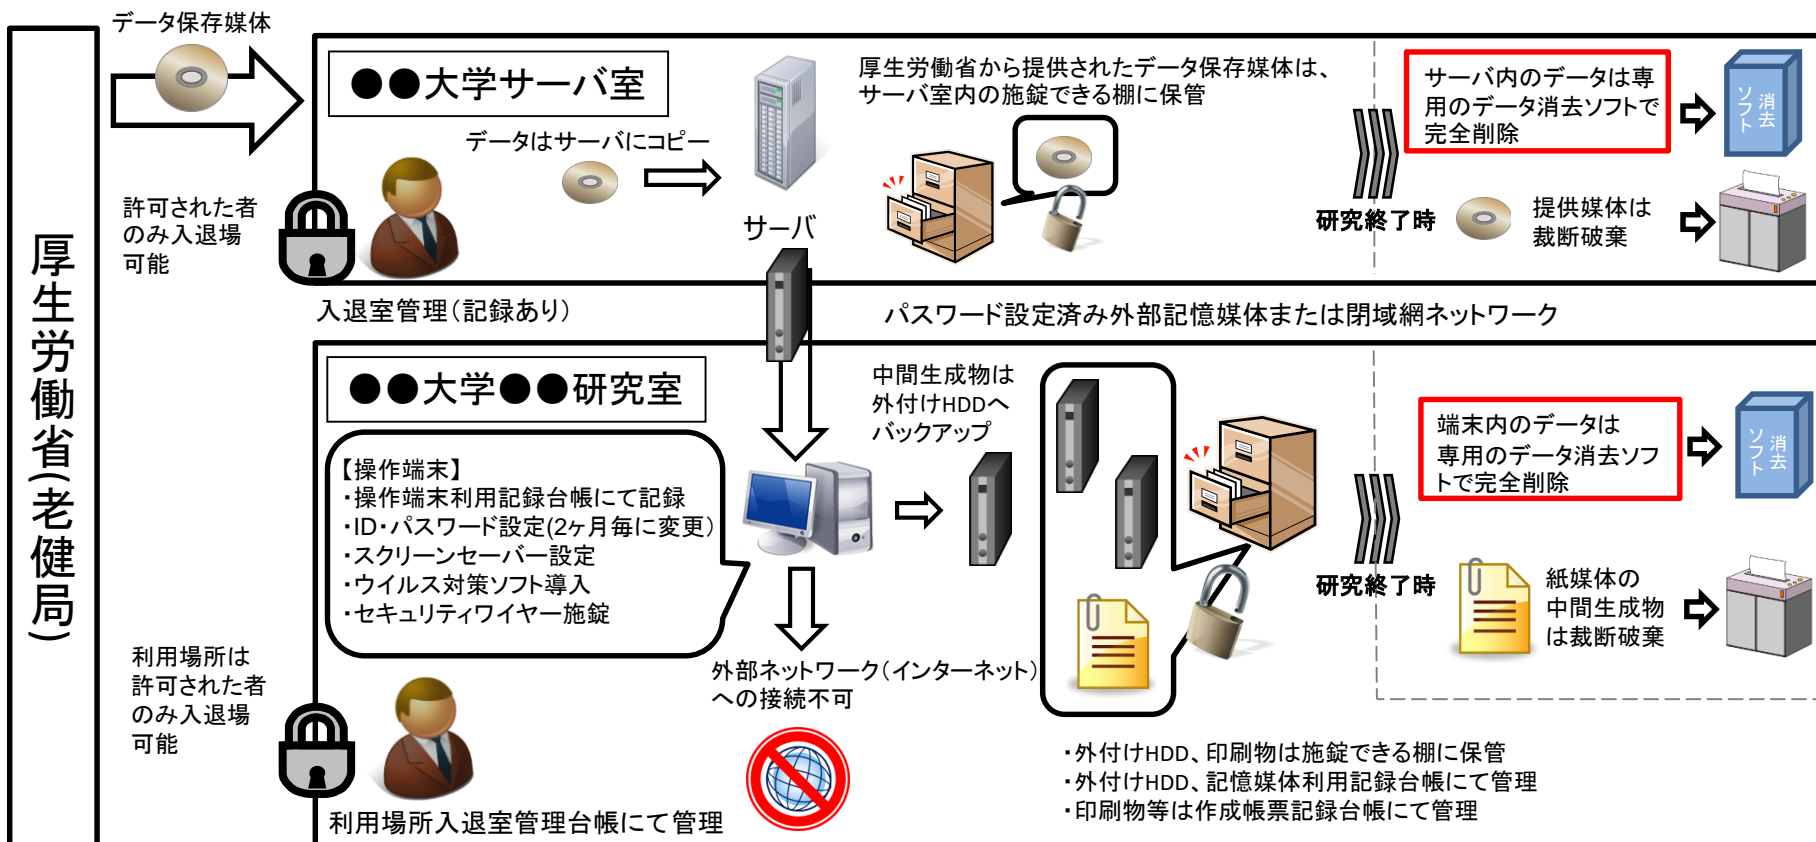 厚生労働省(老健局)
データ保存媒体
許可された者
のみ入退場
可能
●●大学サーバ室
データはサーバにコピー
サーバ
厚生労働省から提供されたデータ保存媒体は、
サーバ室内の施錠できる棚に保管
研究終了時
サーバ内のデータは専
用のデータ消去ソフトで
完全削除
消去
ソフト
提供媒体は
裁断破棄
入退室管理(記録あり)
パスワード設定済み外部記憶媒体または閉域網ネットワーク
●●大学●●研究室
【操作端末】
・操作端末利用記録台帳にて記録
・ID・パスワード設定(2ヶ月毎に変更)
・スクリーンセーバー設定
・ウイルス対策ソフト導入
・セキュリティワイヤー施錠
中間生成物は
外付けHDDへ
バックアップ
外部ネットワーク(インターネット)
への接続不可
利用場所は
許可された者
のみ入退場
可能
利用場所入退室管理台帳にて管理
・外付けHDD、印刷物は施錠できる棚に保管
・外付けHDD、記憶媒体利用記録台帳にて管理
・印刷物等は作成帳票記録台帳にて管理
研究終了時
端末内のデータは
専用のデータ消去ソフ
トで完全削除
消去
ソフト
紙媒体の
中間生成物
は裁断破棄